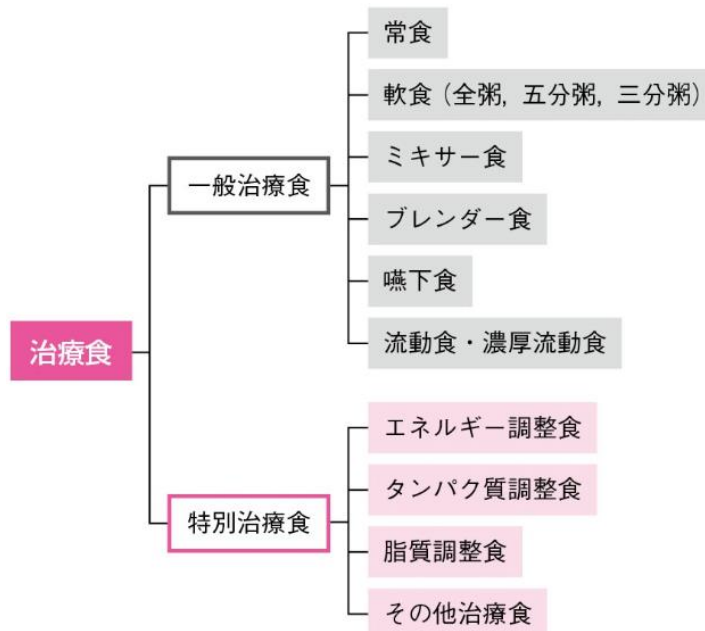 治療食
一般治療食
常食
軟食(全粥, 五分粥, 三分粥)
ミキサー食
ブレンダー食
嚥下食
流動食・濃厚流動食
特別治療食
エネルギー調整食
タンパク質調整食
脂質調整食
その他治療食